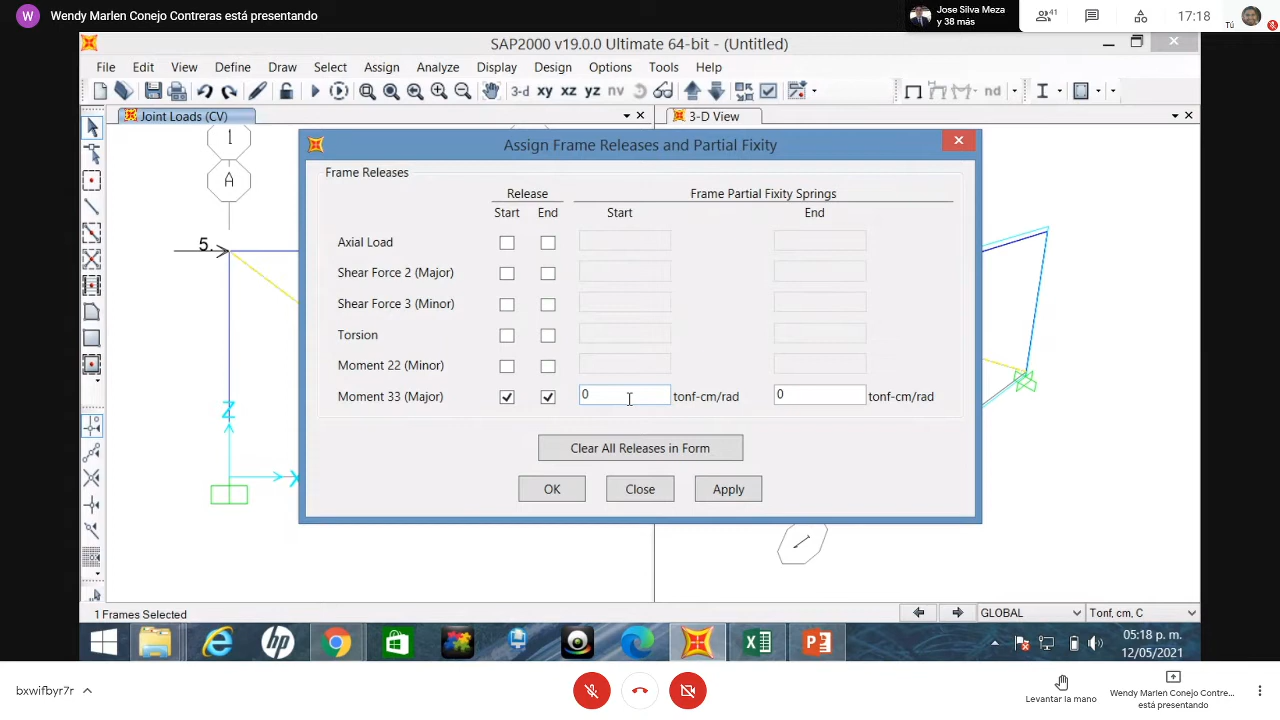 W Wendy Marlen Conejo Contreras está presentando
Jose Silva Meza
y 38 más
41
17:18
Tú
SAP2000 v19.0.0 Ultimate 64-bit - (Untitled)
File Edit View Define Draw Select Assign Analyze Display Design Options Tools Help
3-d xy xz yz nv
nd
Joint Loads (CV)
3-D View
1
A
5.
Z
X
Assign Frame Releases and Partial Fixity
Frame Releases
Release Frame Partial Fixity Springs
Start End Start End
Axial Load
Shear Force 2 (Major)
Shear Force 3 (Minor)
Torsion
Moment 22 (Minor)
Moment 33 (Major) 0 tonf-cm/rad 0 tonf-cm/rad
Clear All Releases in Form
OK Close Apply
1 Frames Selected
GLOBAL Tonf, cm, C
05:18 p. m.
12/05/2021
bxwifbyr7r
Levantar la mano
Wendy Marlen Conejo Contre...
está presentando